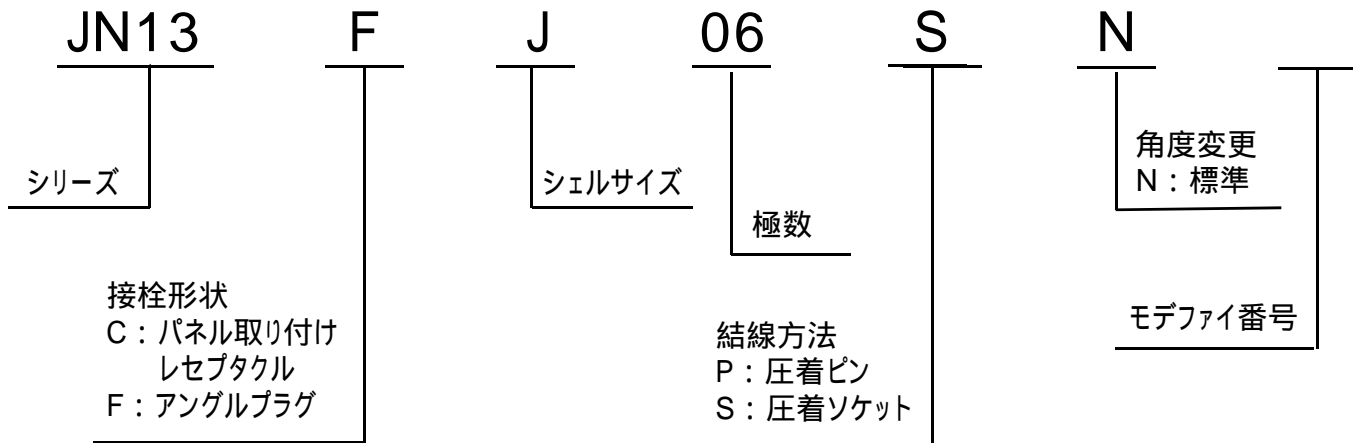 JN13 F J 06 S N
シリーズ
シェルサイズ
角度変更
N：標準
極数
接栓形状
C：パネル取り付け
レセプタクル
F：アングルプラグ
結線方法
P：圧着ピン
S：圧着ソケット
モデファイ番号